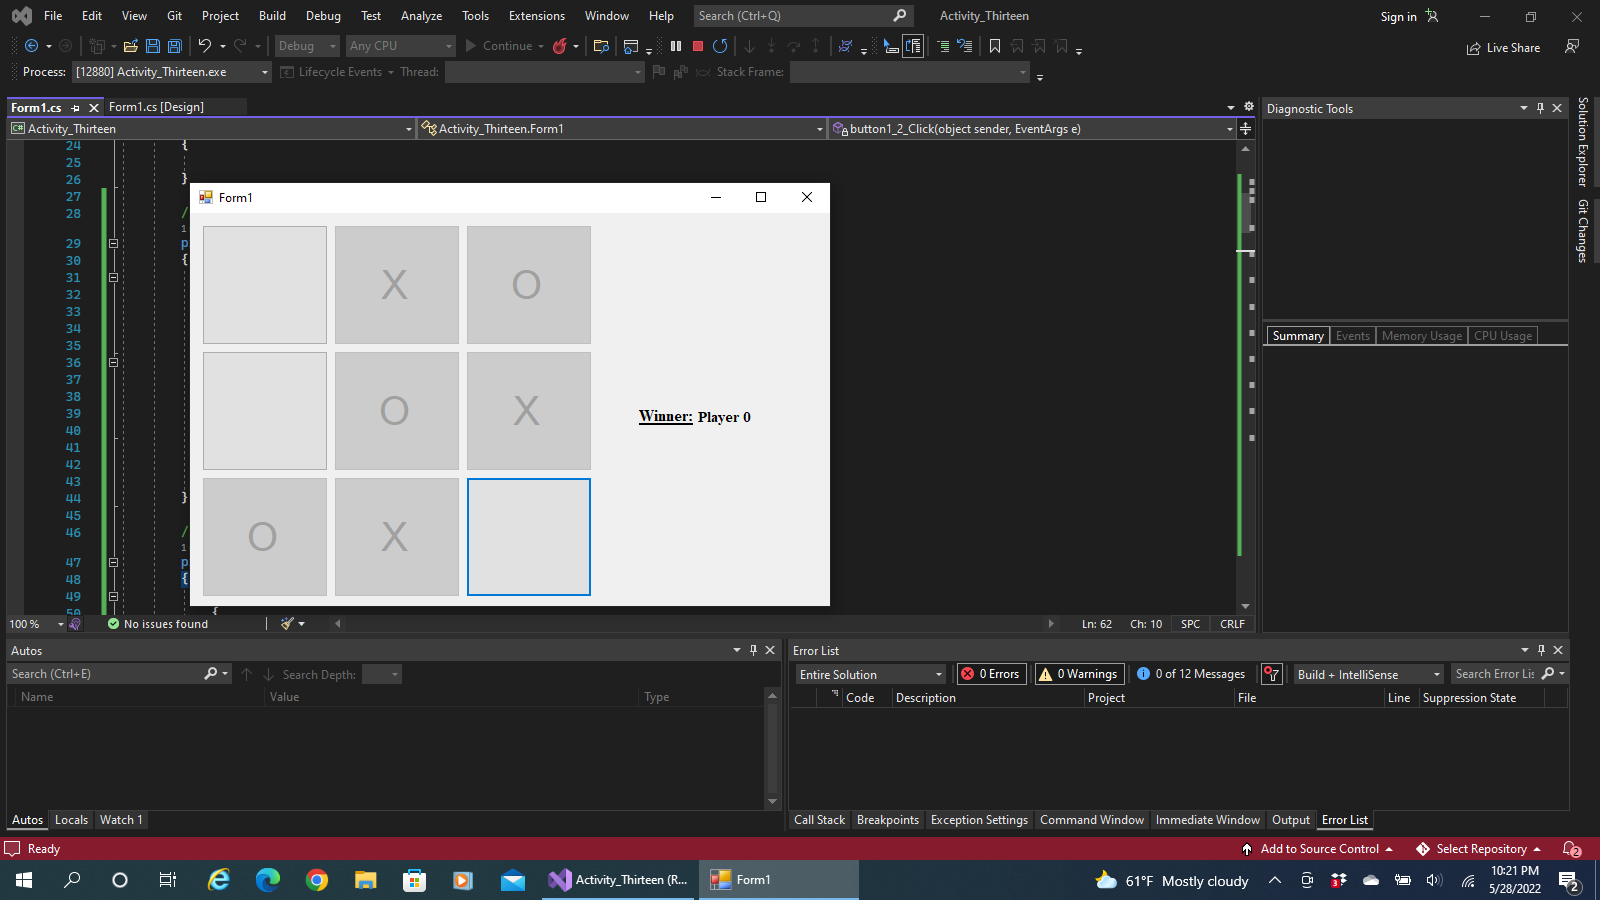 File Edit View Git Project Build Debug Test Analyze Tools Extensions Window Help Search (Ctrl+Q) Activity_Thirteen Sign in
Debug Any CPU Continue Live Share
Process: [12880] Activity_Thirteen.exe Lifecycle Events Thread: Stack Frame:
Form1.cs Form1.cs [Design]
Activity_Thirteen Activity_Thirteen.Form1 button1_2_Click(object sender, EventArgs e)
24 {
25
26 }
27
28 /
1
29 p
30 {
31
32
33
34
35
36
37
38
39
40
41
42
43
44 }
45
46 /
1
47 p
48 {
49
50 {
Form1
X O
O X
O X
Winner: Player 0
100 % No issues found Ln: 62 Ch: 10 SPC CRLF
Diagnostic Tools
Summary Events Memory Usage CPU Usage
Solution Explorer
Git Changes
Autos
Search (Ctrl+E) Search Depth:
Name Value Type
Autos Locals Watch 1
Error List
Entire Solution 0 Errors 0 Warnings 0 of 12 Messages Build + IntelliSense Search Error Lis
Code Description Project File Line Suppression State
Call Stack Breakpoints Exception Settings Command Window Immediate Window Output Error List
Ready Add to Source Control Select Repository 2
Activity_Thirteen (R... Form1 61°F Mostly cloudy 3 10:21 PM
5/28/2022 2